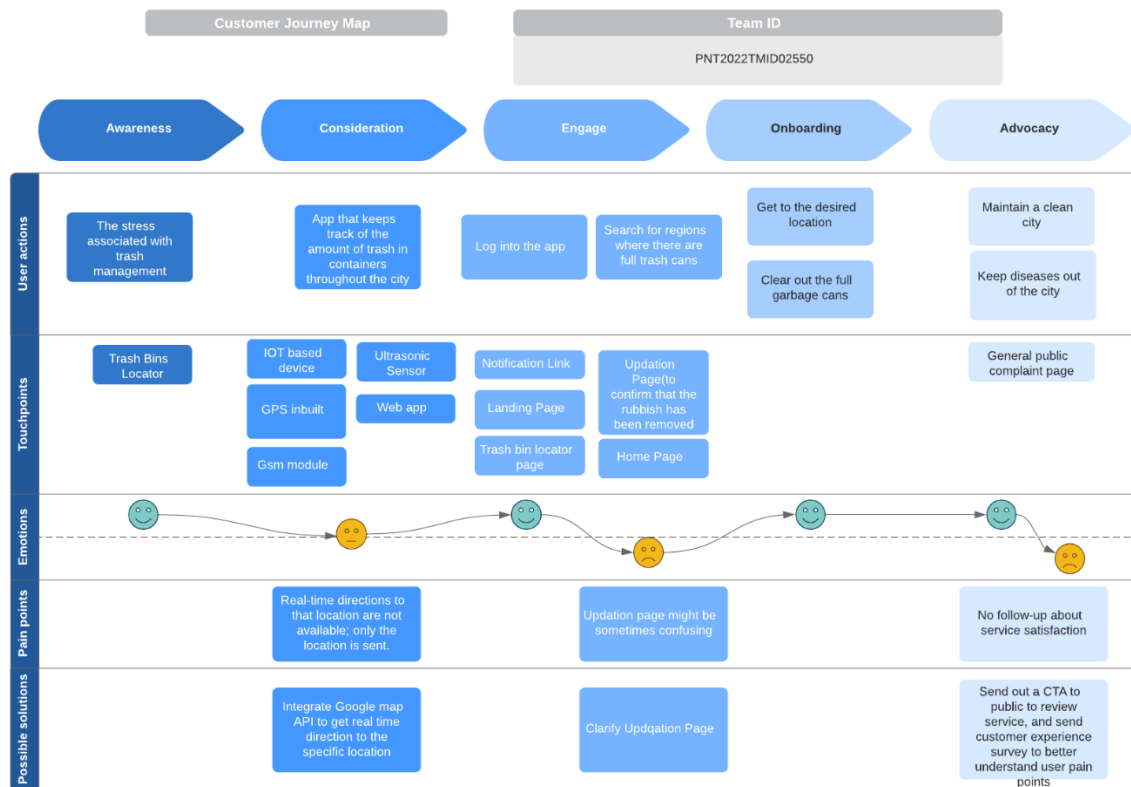 Customer Journey Map
Team ID
PNT2022TMID02550
Awareness
Consideration
Engage
Onboarding
Advocacy
User actions
The stress
associated with
trash
management
App that keeps
track of the
amount of trash in
containers
throughout the city
Log into the app
Search for regions
where there are
full trash cans
Get to the desired
location
Clear out the full
garbage cans
Maintain a clean
city
Keep diseases out
of the city
Touchpoints
Trash Bins
Locator
IOT based
device
Ultrasonic
Sensor
GPS inbuilt
Web app
Gsm module
Notification Link
Landing Page
Trash bin locator
page
Updation
Page(to
confirm that the
rubbish has
been removed
Home Page
General public
complaint page
Emotions
Pain points
Real-time directions to
that location are not
available; only the
location is sent.
Updation page might be
sometimes confusing
No follow-up about
service satisfaction
Possible solutions
Integrate Google map
API to get real time
direction to the
specific location
Clarify Updqation Page
Send out a CTA to
public to review
service, and send
customer experience
survey to better
understand user pain
points